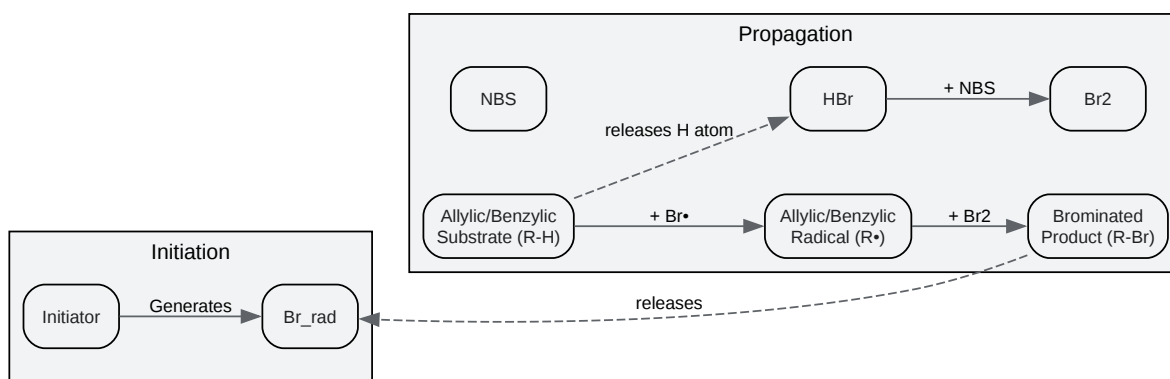 Propagation
NBS
HBr
+ NBS
Br2
releases H atom
Allylic/Benzylic
Substrate (R-H)
+ Br•
Allylic/Benzylic
Radical (R•)
+ Br2
Brominated
Product (R-Br)
Initiation
Initiator
Generates
Br_rad
releases